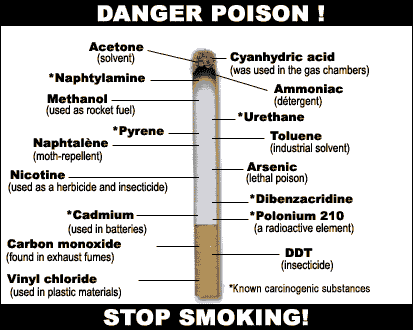 DANGER POISON !
Acetone
(solvent)
*Naphtylamine
Methanol
(used as rocket fuel)
*Pyrene
Naphtalène
(moth-repellent)
Nicotine
(used as a herbicide and insecticide)
*Cadmium
(used in batteries)
Carbon monoxide
(found in exhaust fumes)
Vinyl chloride
(used in plastic materials)
Cyanhydric acid
(was used in the gas chambers)
Ammoniac
(détergent)
*Urethane
Toluene
(industrial solvent)
Arsenic
(lethal poison)
*Dibenzacridine
*Polonium 210
(a radioactive element)
DDT
(insecticide)
*Known carcinogenic substances
STOP SMOKING!